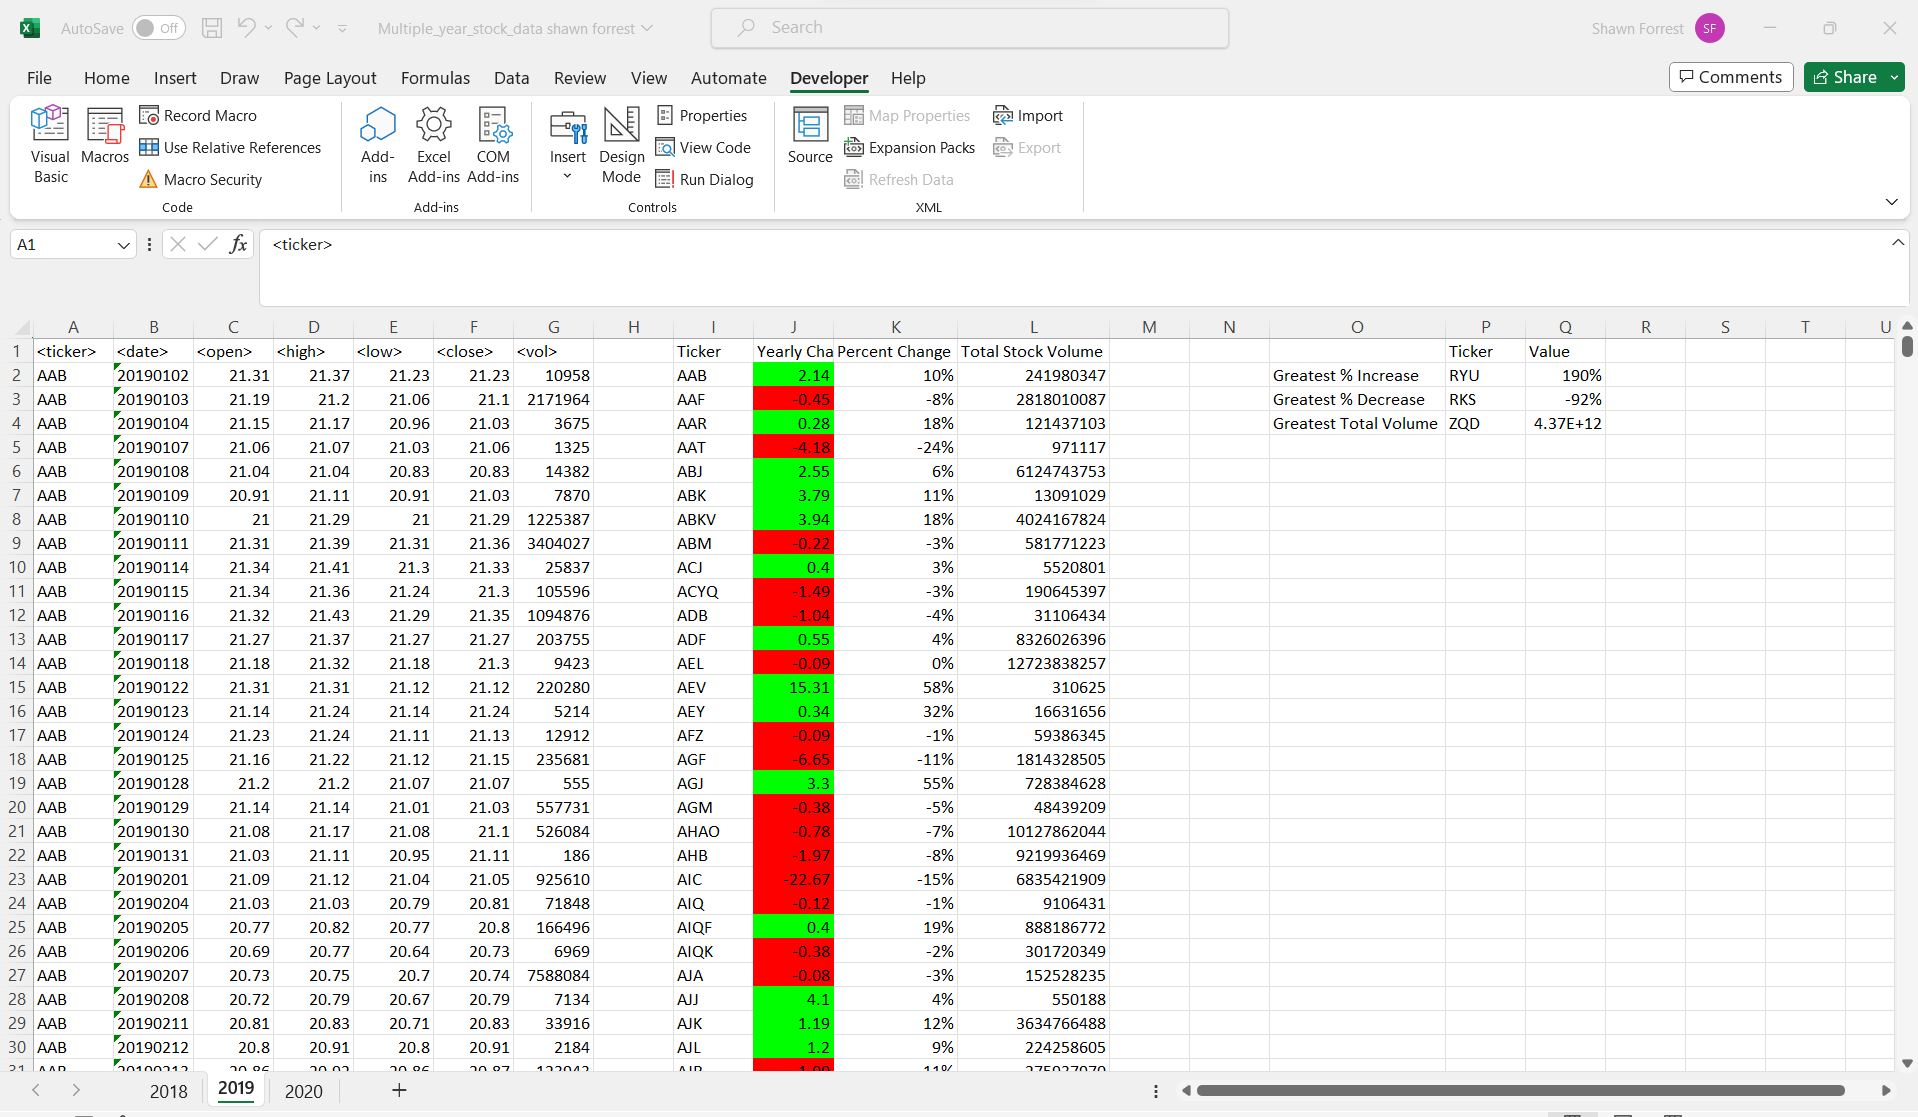 AutoSave Off Multiple_year_stock_data shawn forrest Search Shawn Forrest SF
File Home Insert Draw Page Layout Formulas Data Review View Automate Developer Help Comments Share
Visual Basic
Macros
Record Macro
Use Relative References
Macro Security
Code
Add-ins
Excel Add-ins
COM Add-ins
Add-ins
Insert
Design Mode
Properties
View Code
Run Dialog
Controls
Source
Map Properties
Expansion Packs
Refresh Data
Import
Export
XML
A1 fx <ticker>
A B C D E F G H I J K L M N O P Q R S T U
1 <ticker> <date> <open> <high> <low> <close> <vol> Ticker Yearly Cha Percent Change Total Stock Volume Ticker Value
2 AAB 20190102 21.31 21.37 21.23 21.23 10958 AAB 2.14 10% 241980347 Greatest % Increase RYU 190%
3 AAB 20190103 21.19 21.2 21.06 21.1 2171964 AAF -0.45 -8% 2818010087 Greatest % Decrease RKS -92%
4 AAB 20190104 21.15 21.17 20.96 21.03 3675 AAR 0.28 18% 121437103 Greatest Total Volume ZQD 4.37E+12
5 AAB 20190107 21.06 21.07 21.03 21.06 1325 AAT -4.18 -24% 971117
6 AAB 20190108 21.04 21.04 20.83 20.83 14382 ABJ 2.55 6% 6124743753
7 AAB 20190109 20.91 21.11 20.91 21.03 7870 ABK 3.79 11% 13091029
8 AAB 20190110 21 21.29 21 21.29 1225387 ABKV 3.94 18% 4024167824
9 AAB 20190111 21.31 21.39 21.31 21.36 3404027 ABM -0.22 -3% 581771223
10 AAB 20190114 21.34 21.41 21.3 21.33 25837 ACJ 0.4 3% 5520801
11 AAB 20190115 21.34 21.36 21.24 21.3 105596 ACYQ -1.49 -3% 190645397
12 AAB 20190116 21.32 21.43 21.29 21.35 1094876 ADB -1.04 -4% 31106434
13 AAB 20190117 21.27 21.37 21.27 21.27 203755 ADF 0.55 4% 8326026396
14 AAB 20190118 21.18 21.32 21.18 21.3 9423 AEL -0.09 0% 12723838257
15 AAB 20190122 21.31 21.31 21.12 21.12 220280 AEV 15.31 58% 310625
16 AAB 20190123 21.14 21.24 21.14 21.24 5214 AEY 0.34 32% 16631656
17 AAB 20190124 21.23 21.24 21.11 21.13 12912 AFZ -0.09 -1% 59386345
18 AAB 20190125 21.16 21.22 21.12 21.15 235681 AGF -6.65 -11% 1814328505
19 AAB 20190128 21.2 21.2 21.07 21.07 555 AGJ 3.3 55% 728384628
20 AAB 20190129 21.14 21.14 21.01 21.03 557731 AGM -0.38 -5% 48439209
21 AAB 20190130 21.08 21.17 21.08 21.1 526084 AHAO -0.78 -7% 10127862044
22 AAB 20190131 21.03 21.11 20.95 21.11 186 AHB -1.97 -8% 9219936469
23 AAB 20190201 21.09 21.12 21.04 21.05 925610 AIC -22.67 -15% 6835421909
24 AAB 20190204 21.03 21.03 20.79 20.81 71848 AIQ -0.12 -1% 9106431
25 AAB 20190205 20.77 20.82 20.77 20.8 166496 AIQF 0.4 19% 888186772
26 AAB 20190206 20.69 20.77 20.64 20.73 6969 AIQK -0.38 -2% 301720349
27 AAB 20190207 20.73 20.75 20.7 20.74 7588084 AJA -0.08 -3% 152528235
28 AAB 20190208 20.72 20.79 20.67 20.79 7134 AJJ 4.1 4% 550188
29 AAB 20190211 20.81 20.83 20.71 20.83 33916 AJK 1.19 12% 3634766488
30 AAB 20190212 20.8 20.91 20.8 20.91 2184 AJL 1.2 9% 224258605
2018 2019 2020